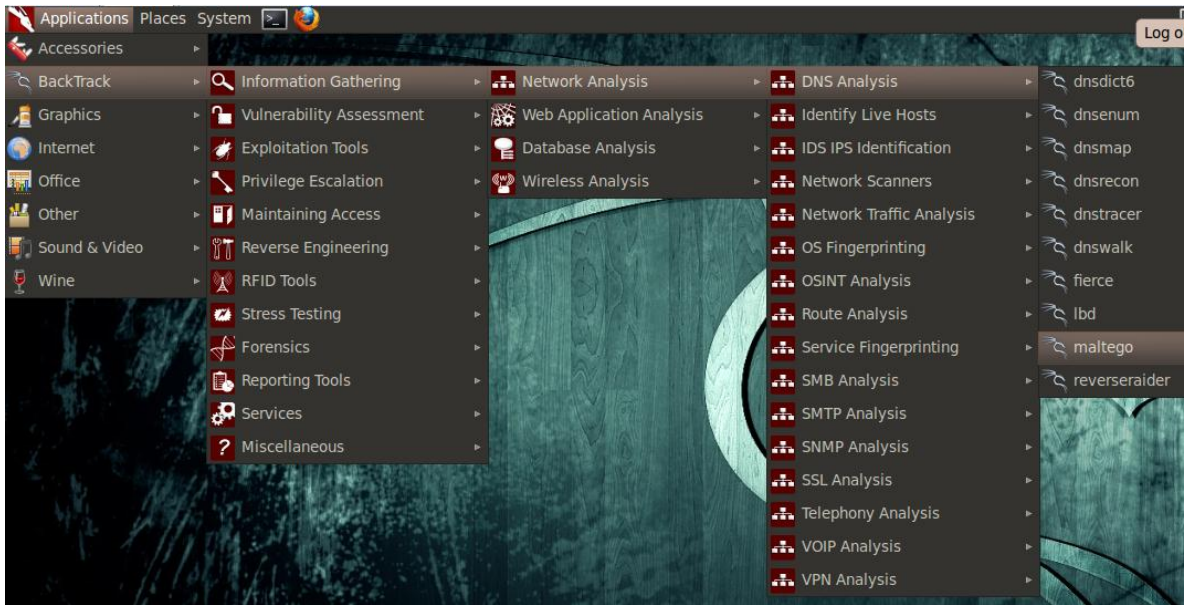 Applications Places System
Log o
Accessories
BackTrack
Graphics
Internet
Office
Other
Sound & Video
Wine
Information Gathering
Vulnerability Assessment
Exploitation Tools
Privilege Escalation
Maintaining Access
Reverse Engineering
RFID Tools
Stress Testing
Forensics
Reporting Tools
Services
Miscellaneous
Network Analysis
Web Application Analysis
Database Analysis
Wireless Analysis
DNS Analysis
Identify Live Hosts
IDS IPS Identification
Network Scanners
Network Traffic Analysis
OS Fingerprinting
OSINT Analysis
Route Analysis
Service Fingerprinting
SMB Analysis
SMTP Analysis
SNMP Analysis
SSL Analysis
Telephony Analysis
VOIP Analysis
VPN Analysis
dnsdict6
dnsenum
dnsmap
dnsrecon
dnstracer
dnswalk
fierce
lbd
maltego
reverseraider